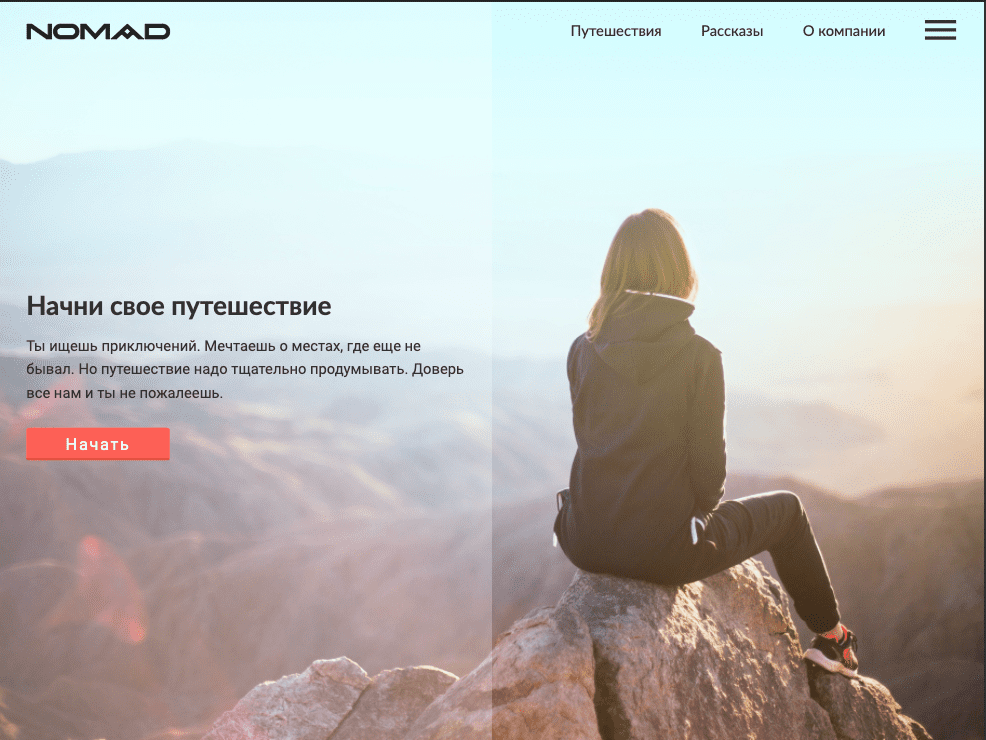 NOMAD
Путешествия
Рассказы
О компании
Начни свое путешествие
Ты ищешь приключений. Мечтаешь о местах, где еще не
бывал. Но путешествие надо тщательно продумывать. Доверь
все нам и ты не пожалеешь.
Начать